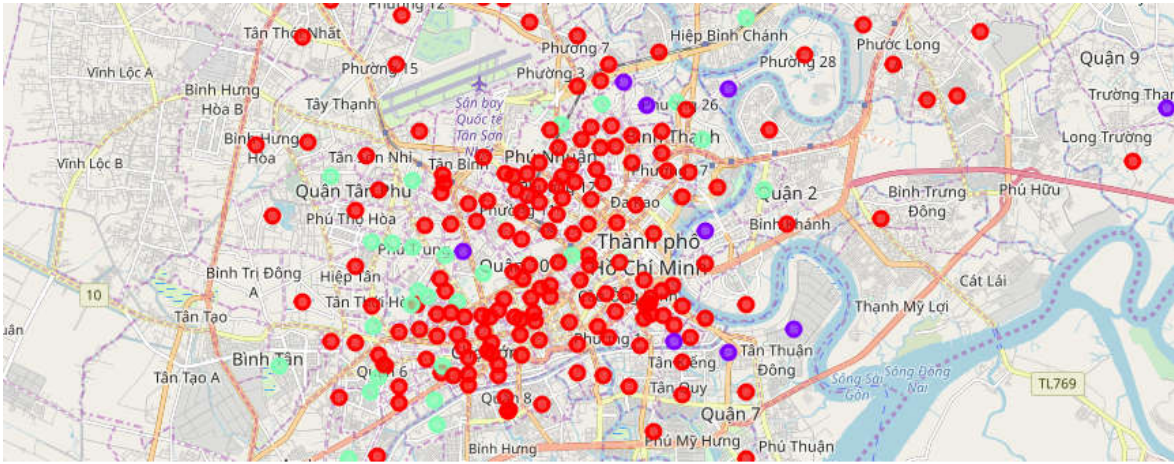 Phường 12
Tân Thới Nhất
Hiệp Bình Chánh
Phường 7
Phước Long
Phường 28
Quận 9
Vĩnh Lộc A
Phường 15
Phường 3
Bình Hưng
Hòa B
Tây Thạnh
Sân bay
Quốc tế
Tân Sơn
Trường Thạn
Long Trường
Bình Hưng
Hòa
Vĩnh Lộc B
Tân Sơn Nhì
Tân Bình
Phú Nhuận
Bình Thạnh
Quận Tân Phú
Quận 2
Bình Trưng
Đông
Phú Hữu
Phú Thọ Hòa
Đa Kao
Bình Khánh
Phú Trung
Thành phố
Hồ Chí Minh
Bình Trị Đông
A
Hiệp Tân
Cát Lái
10
Tân Tạo
Thạnh Mỹ Lợi
uân
Bình Tân
Tân Thuận
Đông
Tân Tạo A
Quận 6
Tân Quy
Sông Sài
Gòn
Sông Đồng
Nai
TL769
Quận 8
Quận 7
Bình Hưng
Phú Mỹ Hưng
Phú Thuận